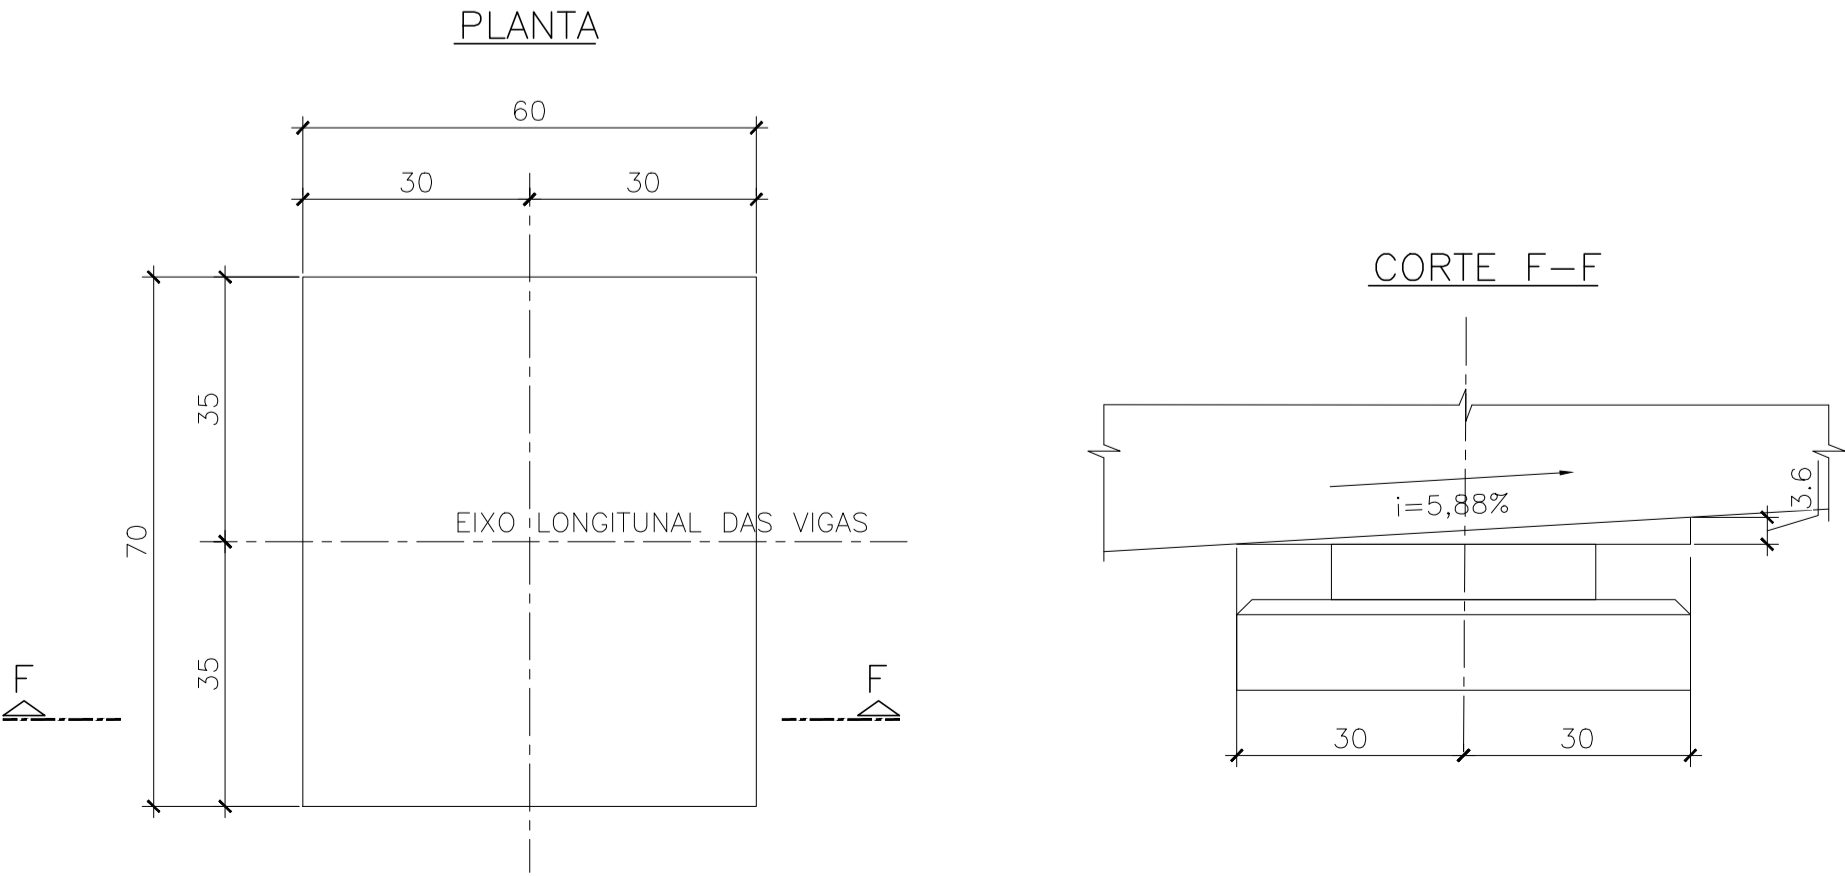 PLANTA
60
30 30
35
70
EIXO LONGITUNAL DAS VIGAS
35
F F
CORTE F-F
3.6
i=5,88%
30 30